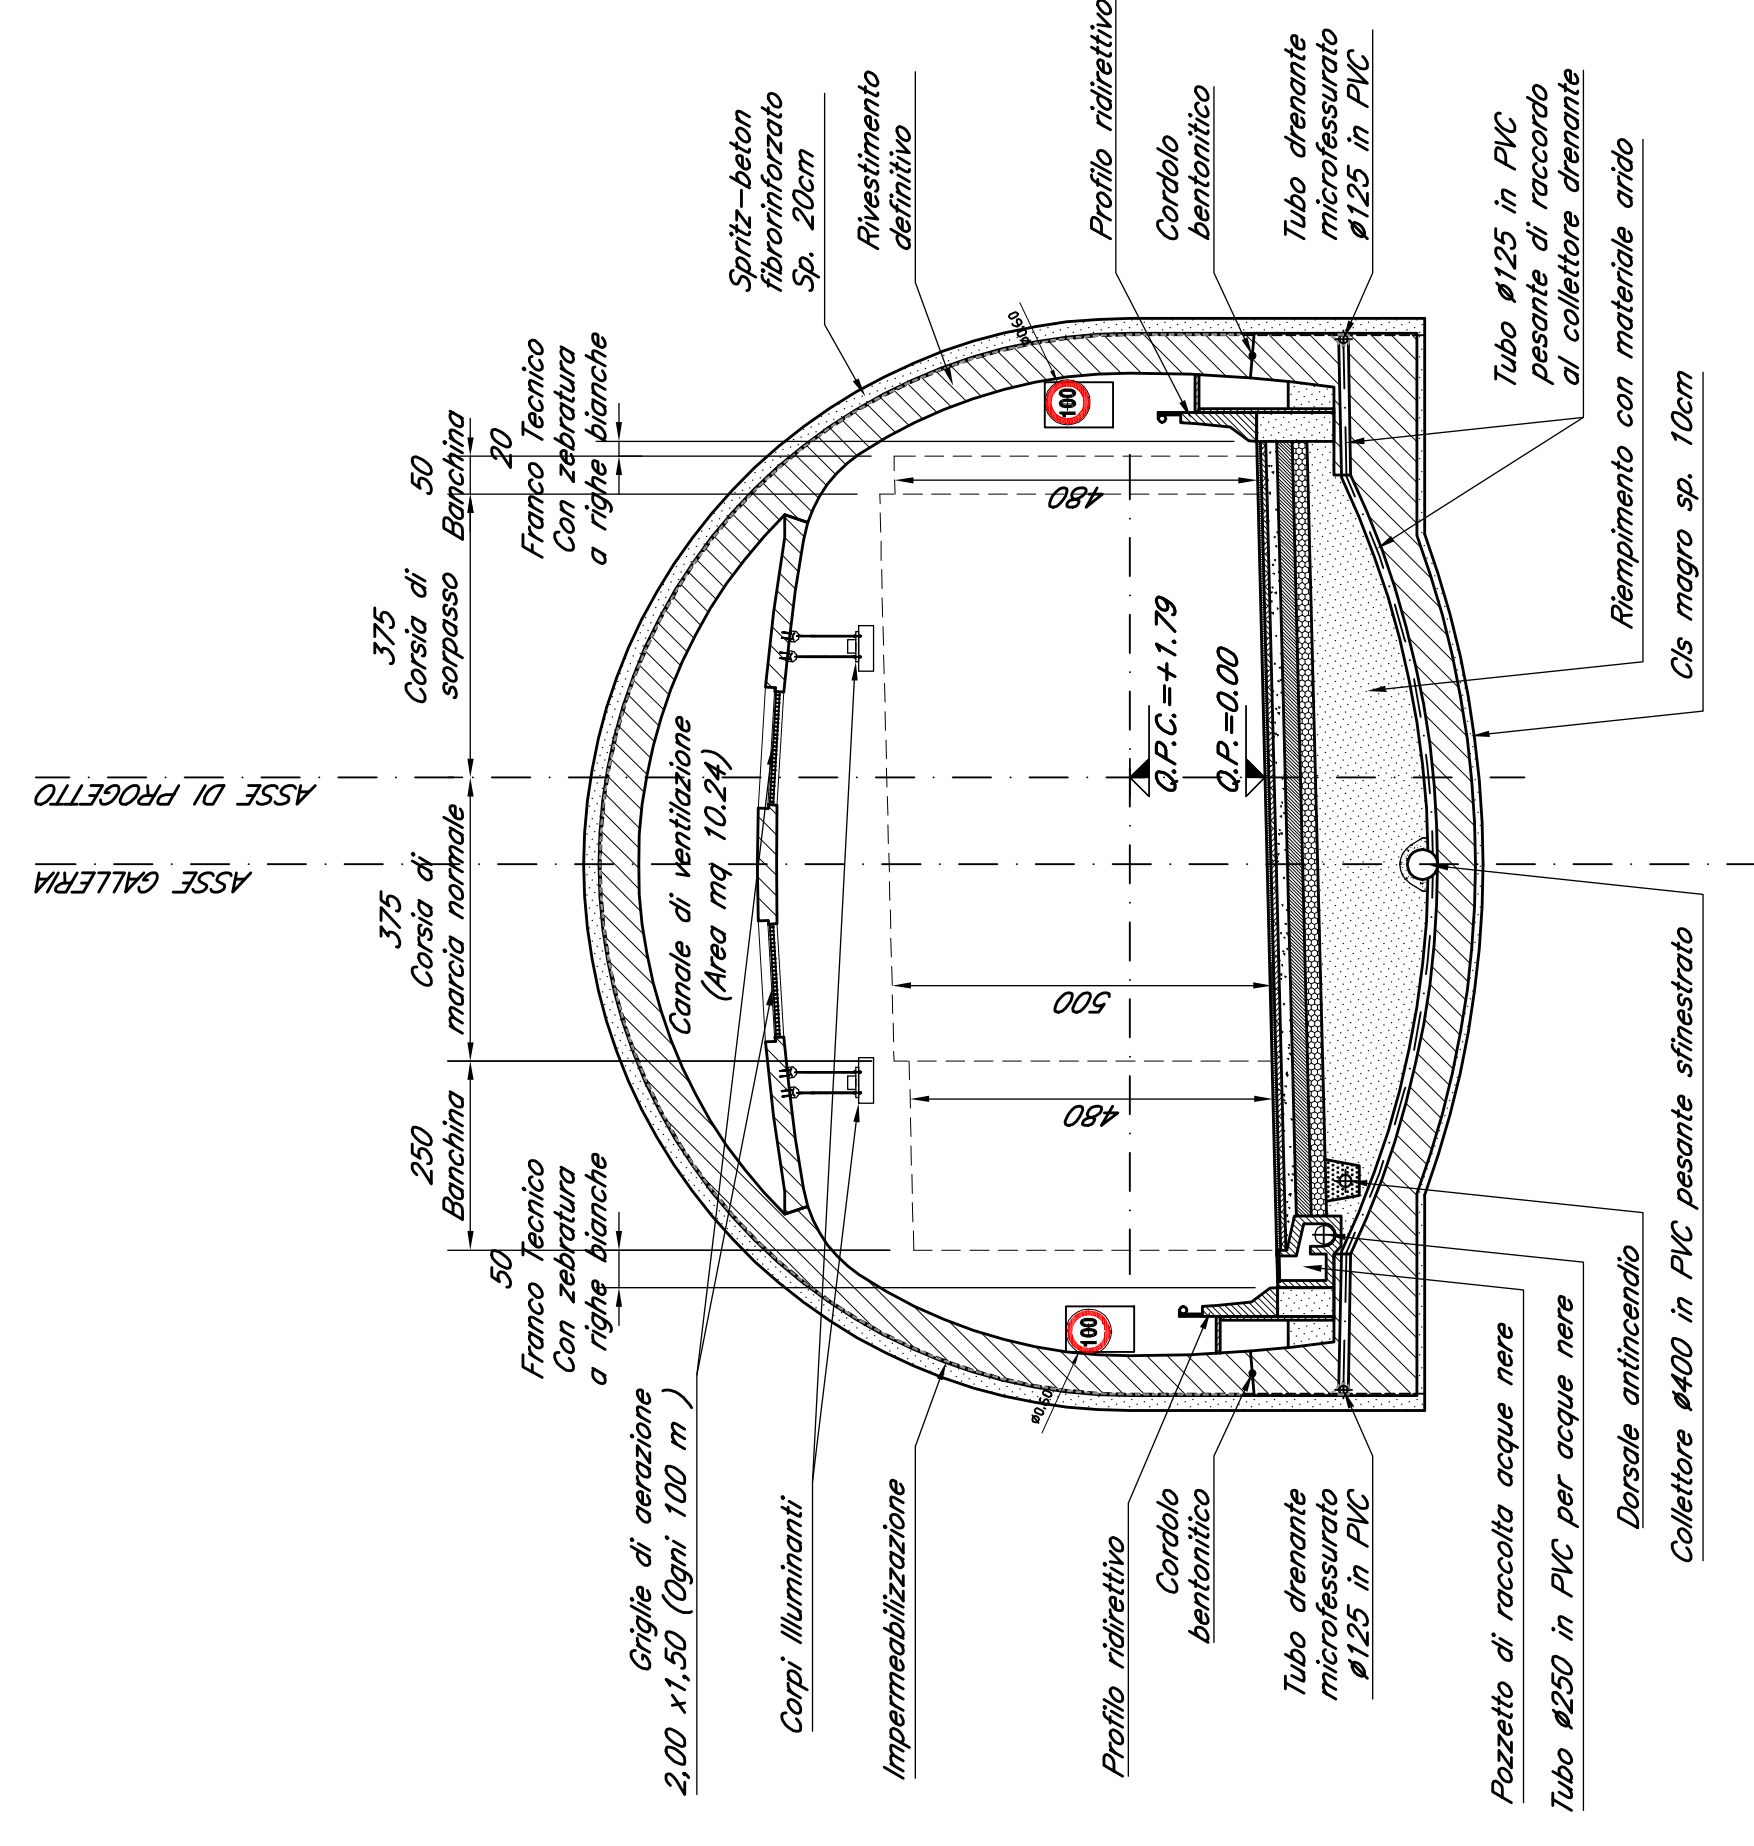 ASSE DI PROGETTO
ASSE GALLERIA
250
Banchina
375
Corsia di
marcia normale
375
Corsia di
sorpasso
50
Banchina
50
Franco Tecnico
Con zebratura
a righe bianche
20
Franco Tecnico
Con zebratura
a righe bianche
Griglie di aerazione
2,00 x1,50 (Ogni 100 m )
Corpi Illuminanti
Impermeabilizzazione
Profilo ridirettivo
Cordolo
bentonitico
Tubo drenante
microfessurato
ø125 in PVC
Pozzetto di raccolta acque nere
Tubo ø250 in PVC per acque nere
Dorsale antincendio
Collettore ø400 in PVC pesante sfinestrato
Canale di ventilazione
(Area mq 10.24)
480
500
480
Q.P.C.=+1.79
Q.P.=0.00
100
ø0,60
100
ø0,60
Spritz-beton
fibrorinforzato
Sp. 20cm
Rivestimento
definitivo
Profilo ridirettivo
Cordolo
bentonitico
Tubo drenante
microfessurato
ø125 in PVC
Tubo ø125 in PVC
pesante di raccordo
al collettore drenante
Riempimento con materiale arido
Cls magro sp. 10cm